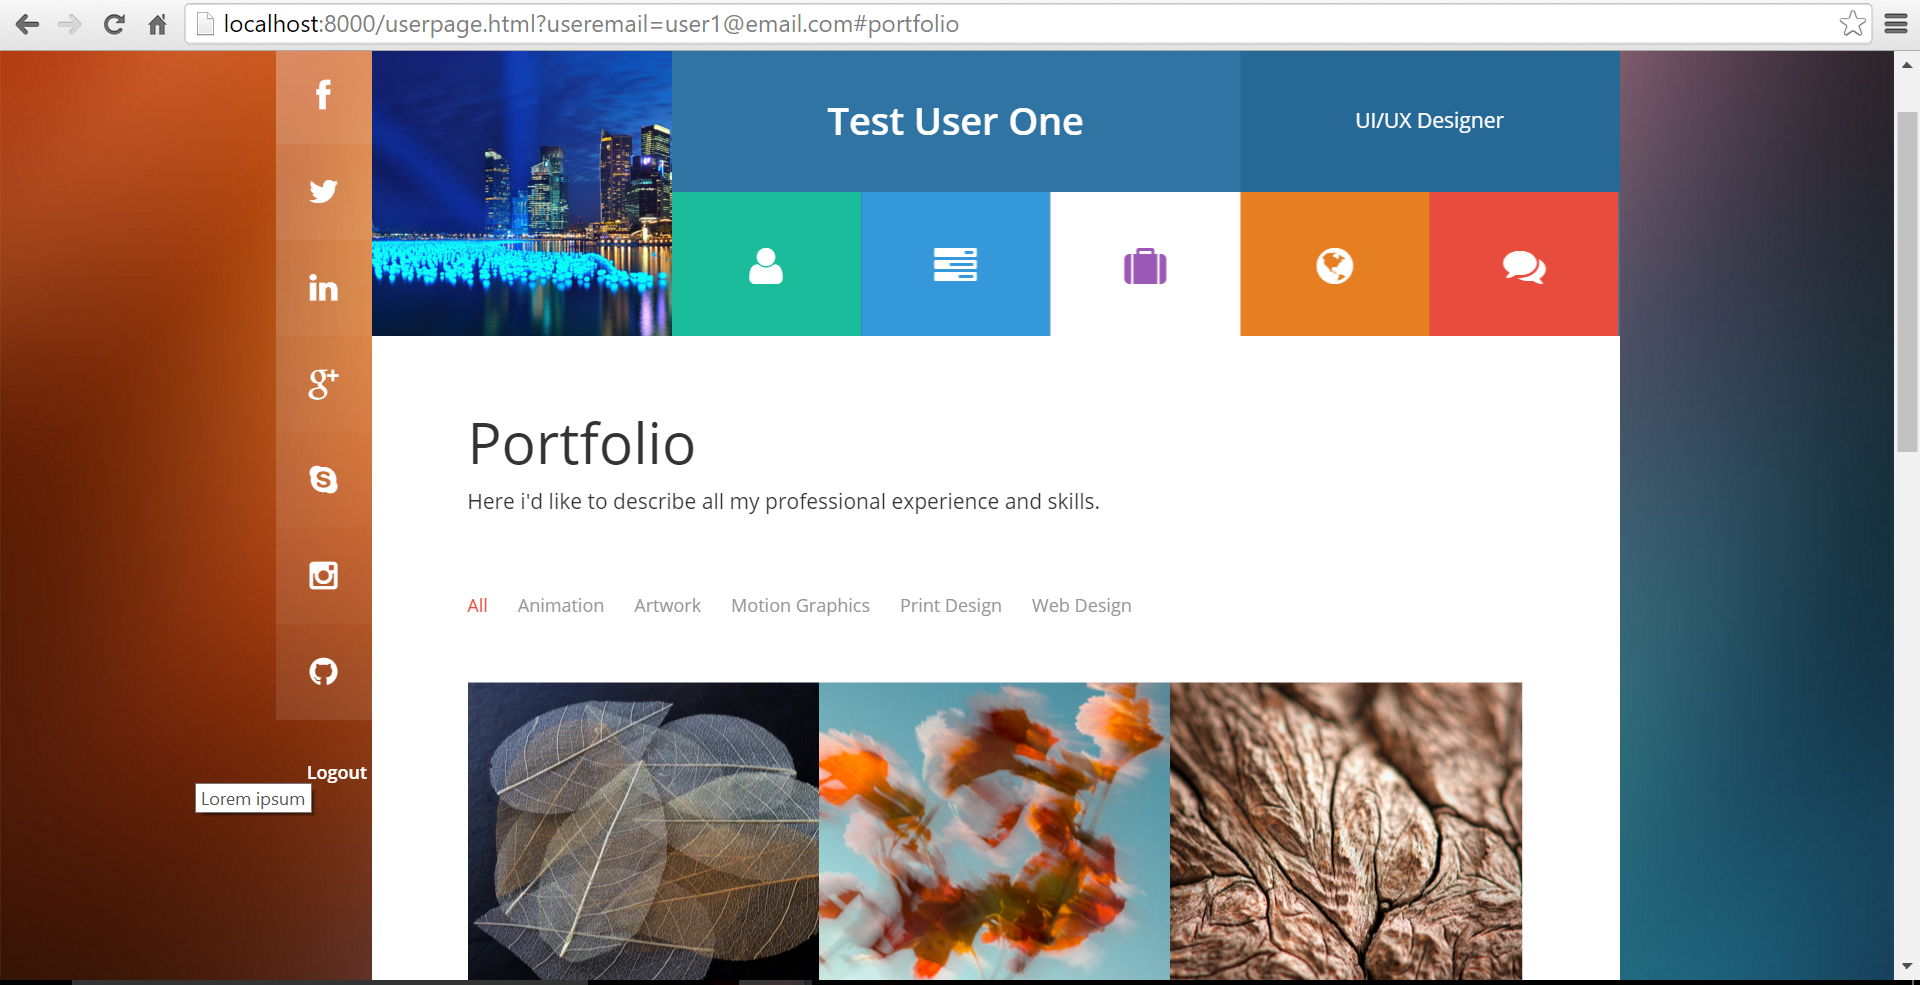 localhost:8000/userpage.html?useremail=user1@email.com#portfolio
Test User One
UI/UX Designer
Portfolio
Here i'd like to describe all my professional experience and skills.
All Animation Artwork Motion Graphics Print Design Web Design
Logout
Lorem ipsum